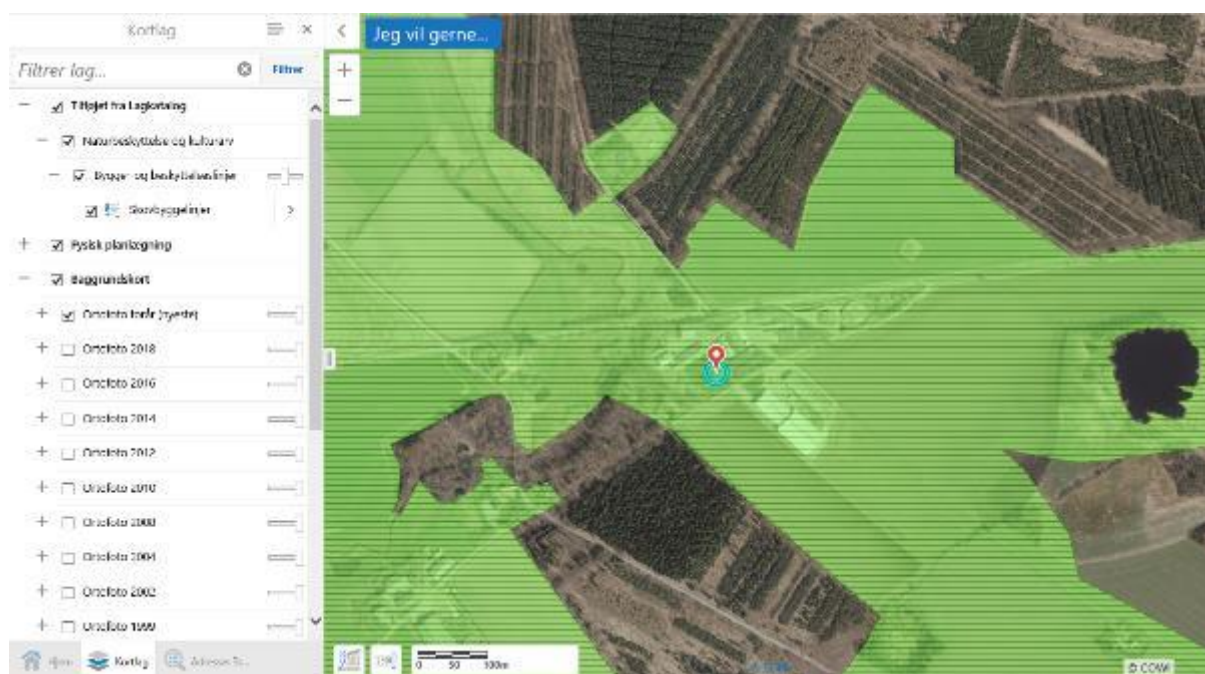 Kortlag
Filtrer lag...
Filtrer
Tilføjet fra Lagkatalog
Naturbeskyttelse og kulturarv
Bygge- og beskyttelseslinjer
Skovbyggelinjer
Fysisk planlægning
Baggrundskort
Ortofoto forår (nyeste)
Ortofoto 2018
Ortofoto 2016
Ortofoto 2014
Ortofoto 2012
Ortofoto 2010
Ortofoto 2008
Ortofoto 2004
Ortofoto 2002
Ortofoto 1999
Hjem
Kortlag
Jeg vil gerne...
0 50 100m
© COWI